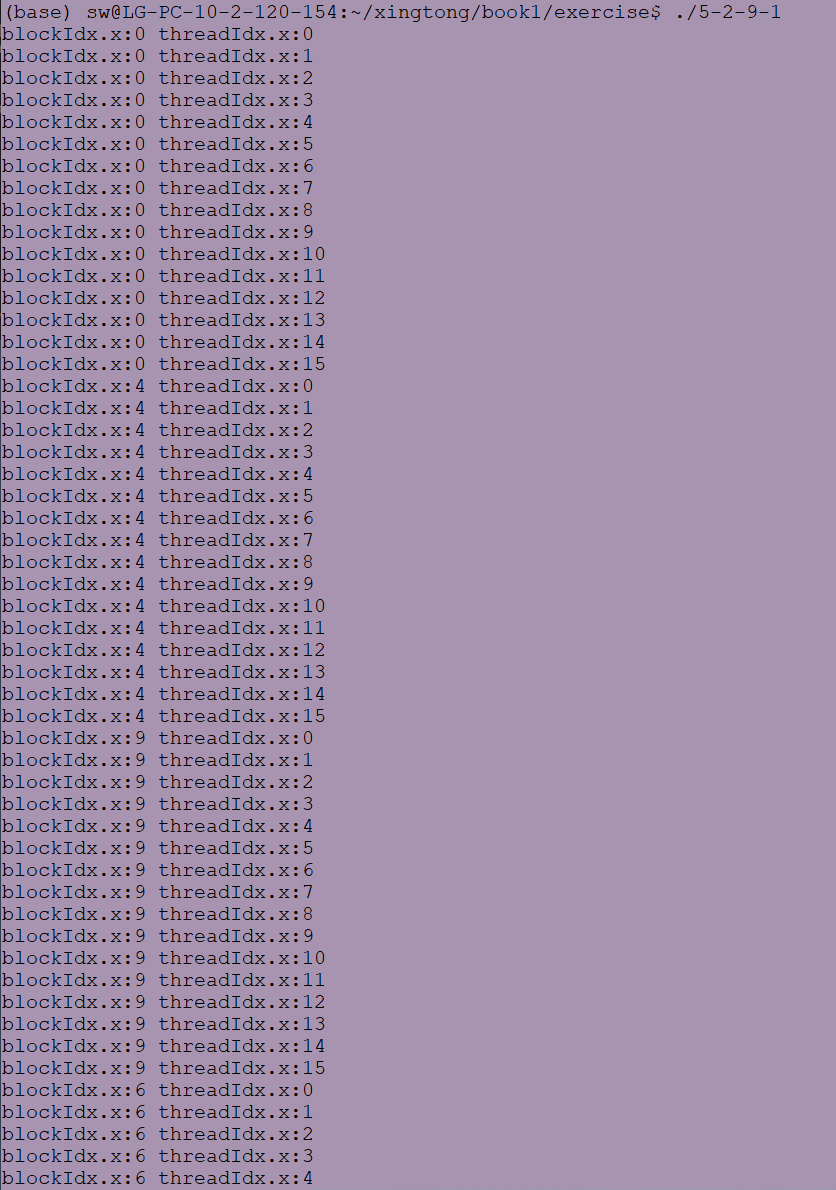 (base) sw@LG-PC-10-2-120-154:~/xingtong/book1/exercise$ ./5-2-9-1
blockIdx.x:0 threadIdx.x:0
blockIdx.x:0 threadIdx.x:1
blockIdx.x:0 threadIdx.x:2
blockIdx.x:0 threadIdx.x:3
blockIdx.x:0 threadIdx.x:4
blockIdx.x:0 threadIdx.x:5
blockIdx.x:0 threadIdx.x:6
blockIdx.x:0 threadIdx.x:7
blockIdx.x:0 threadIdx.x:8
blockIdx.x:0 threadIdx.x:9
blockIdx.x:0 threadIdx.x:10
blockIdx.x:0 threadIdx.x:11
blockIdx.x:0 threadIdx.x:12
blockIdx.x:0 threadIdx.x:13
blockIdx.x:0 threadIdx.x:14
blockIdx.x:0 threadIdx.x:15
blockIdx.x:4 threadIdx.x:0
blockIdx.x:4 threadIdx.x:1
blockIdx.x:4 threadIdx.x:2
blockIdx.x:4 threadIdx.x:3
blockIdx.x:4 threadIdx.x:4
blockIdx.x:4 threadIdx.x:5
blockIdx.x:4 threadIdx.x:6
blockIdx.x:4 threadIdx.x:7
blockIdx.x:4 threadIdx.x:8
blockIdx.x:4 threadIdx.x:9
blockIdx.x:4 threadIdx.x:10
blockIdx.x:4 threadIdx.x:11
blockIdx.x:4 threadIdx.x:12
blockIdx.x:4 threadIdx.x:13
blockIdx.x:4 threadIdx.x:14
blockIdx.x:4 threadIdx.x:15
blockIdx.x:9 threadIdx.x:0
blockIdx.x:9 threadIdx.x:1
blockIdx.x:9 threadIdx.x:2
blockIdx.x:9 threadIdx.x:3
blockIdx.x:9 threadIdx.x:4
blockIdx.x:9 threadIdx.x:5
blockIdx.x:9 threadIdx.x:6
blockIdx.x:9 threadIdx.x:7
blockIdx.x:9 threadIdx.x:8
blockIdx.x:9 threadIdx.x:9
blockIdx.x:9 threadIdx.x:10
blockIdx.x:9 threadIdx.x:11
blockIdx.x:9 threadIdx.x:12
blockIdx.x:9 threadIdx.x:13
blockIdx.x:9 threadIdx.x:14
blockIdx.x:9 threadIdx.x:15
blockIdx.x:6 threadIdx.x:0
blockIdx.x:6 threadIdx.x:1
blockIdx.x:6 threadIdx.x:2
blockIdx.x:6 threadIdx.x:3
blockIdx.x:6 threadIdx.x:4